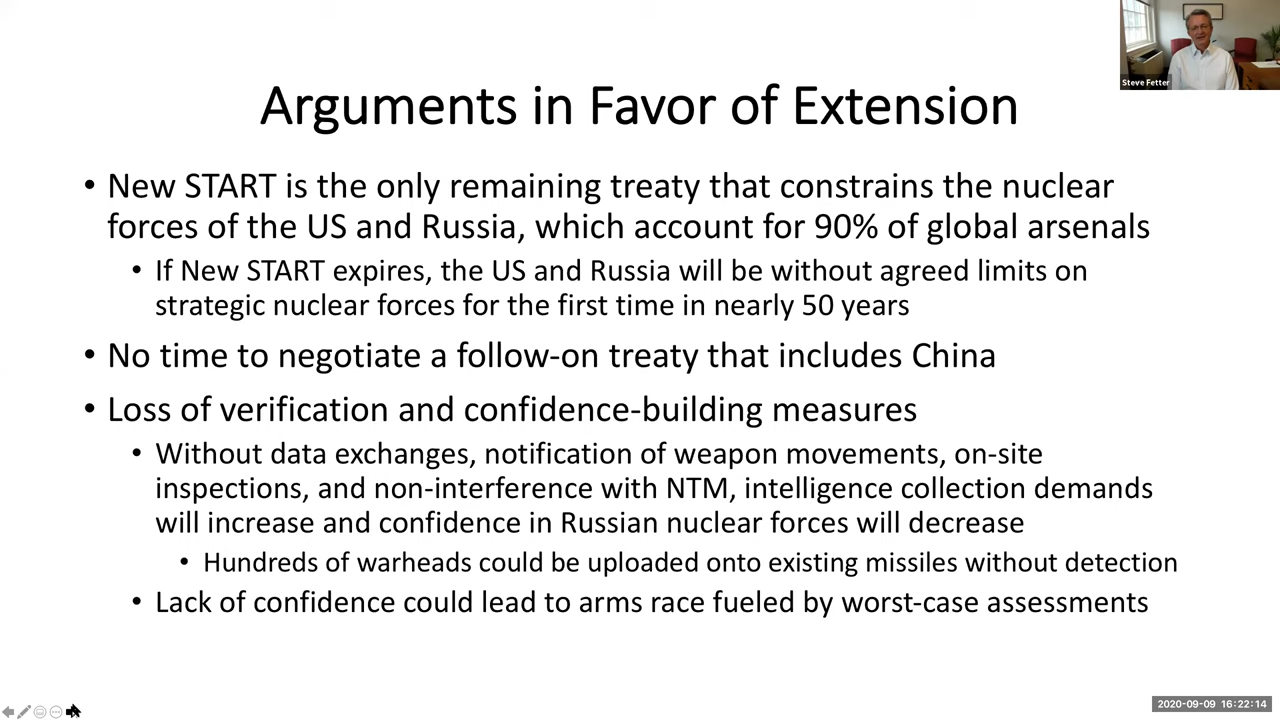 Steve Fetter
Arguments in Favor of Extension
• New START is the only remaining treaty that constrains the nuclear
forces of the US and Russia, which account for 90% of global arsenals
• If New START expires, the US and Russia will be without agreed limits on
strategic nuclear forces for the first time in nearly 50 years
• No time to negotiate a follow-on treaty that includes China
• Loss of verification and confidence-building measures
• Without data exchanges, notification of weapon movements, on-site
inspections, and non-interference with NTM, intelligence collection demands
will increase and confidence in Russian nuclear forces will decrease
• Hundreds of warheads could be uploaded onto existing missiles without detection
• Lack of confidence could lead to arms race fueled by worst-case assessments
2020-09-09 16:22:14